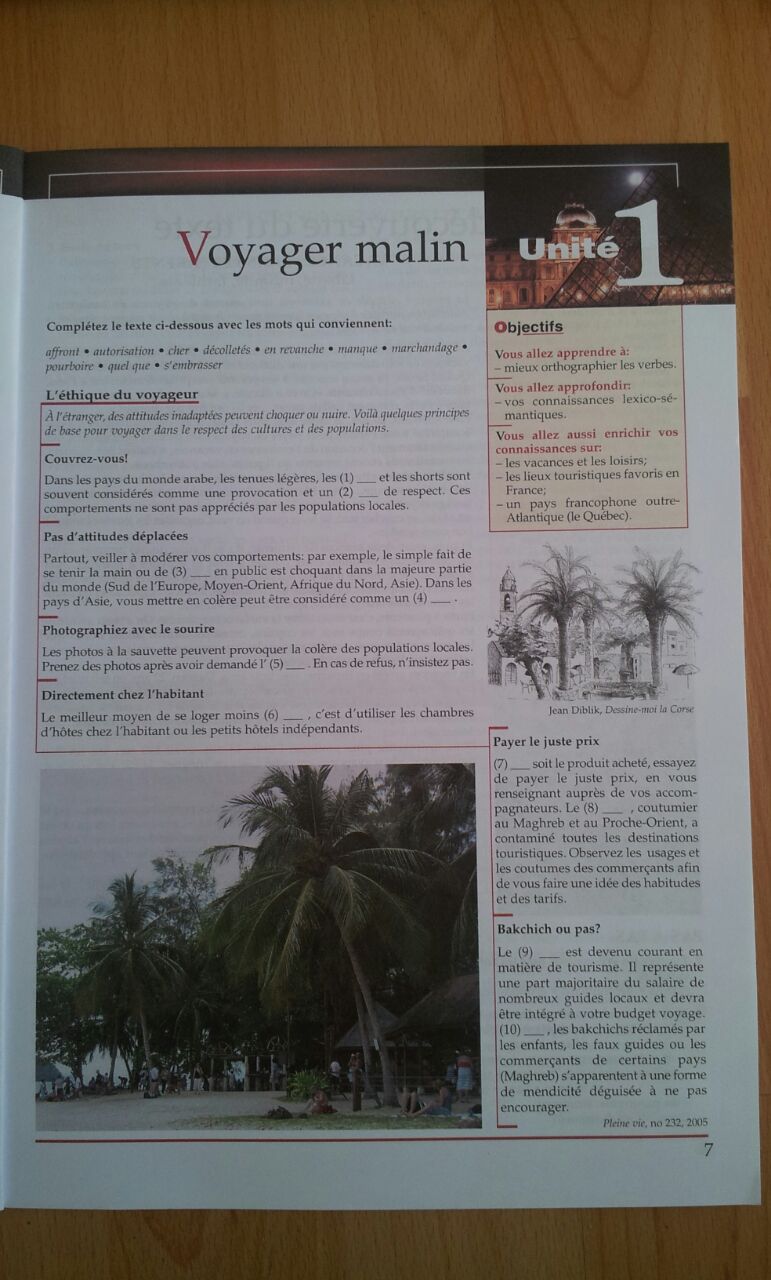 Voyager malin
Unité 1
Complétez le texte ci-dessous avec les mots qui conviennent:
affront • autorisation • cher • décolletés • en revanche • manque • marchandage •
pourboire • quel que • s'embrasser
L'éthique du voyageur
À l'étranger, des attitudes inadaptées peuvent choquer ou nuire. Voilà quelques principes
de base pour voyager dans le respect des cultures et des populations.
Couvrez-vous!
Dans les pays du monde arabe, les tenues légères, les (1) ___ et les shorts sont
souvent considérés comme une provocation et un (2) ___ de respect. Ces
comportements ne sont pas appréciés par les populations locales.
Pas d'attitudes déplacées
Partout, veiller à modérer vos comportements: par exemple, le simple fait de
se tenir la main ou de (3) ___ en public est choquant dans la majeure partie
du monde (Sud de l'Europe, Moyen-Orient, Afrique du Nord, Asie). Dans les
pays d'Asie, vous mettre en colère peut être considéré comme un (4) ___ .
Photographiez avec le sourire
Les photos à la sauvette peuvent provoquer la colère des populations locales.
Prenez des photos après avoir demandé l' (5) ___ . En cas de refus, n'insistez pas.
Directement chez l'habitant
Le meilleur moyen de se loger moins (6) ___ , c'est d'utiliser les chambres
d'hôtes chez l'habitant ou les petits hôtels indépendants.
Objectifs
Vous allez apprendre à:
– mieux orthographier les verbes.
Vous allez approfondir:
– vos connaissances lexico-sé-
mantiques.
Vous allez aussi enrichir vos
connaissances sur:
– les vacances et les loisirs;
– les lieux touristiques favoris en
France;
– un pays francophone outre-
Atlantique (le Québec).
Jean Diblik, Dessine-moi la Corse
Payer le juste prix
(7) ___ soit le produit acheté, essayez
de payer le juste prix, en vous
renseignant auprès de vos accom-
pagnateurs. Le (8) ___ , coutumier
au Maghreb et au Proche-Orient, a
contaminé toutes les destinations
touristiques. Observez les usages et
les coutumes des commerçants afin
de vous faire une idée des habitudes
et des tarifs.
Bakchich ou pas?
Le (9) ___ est devenu courant en
matière de tourisme. Il représente
une part majoritaire du salaire de
nombreux guides locaux et devra
être intégré à votre budget voyage.
(10) ___ , les bakchichs réclamés par
les enfants, les faux guides ou les
commerçants de certains pays
(Maghreb) s'apparentent à une forme
de mendicité déguisée à ne pas
encourager.
Pleine vie, no 232, 2005
7